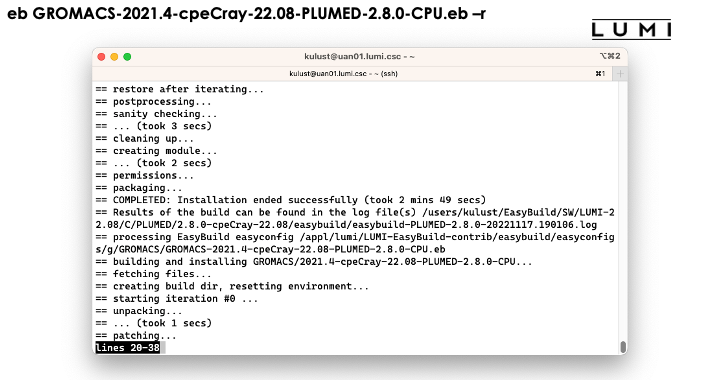 eb GROMACS-2021.4-cpeCray-22.08-PLUMED-2.8.0-CPU.eb –r
LUMI
kulust@uan01.lumi.csc - ~
⌥⌘2
kulust@uan01.lumi.csc - ~ (ssh)
⌘1
+
== restore after iterating...
== postprocessing...
== sanity checking...
== ... (took 3 secs)
== cleaning up...
== creating module...
== ... (took 2 secs)
== permissions...
== packaging...
== COMPLETED: Installation ended successfully (took 2 mins 49 secs)
== Results of the build can be found in the log file(s) /users/kulust/EasyBuild/SW/LUMI-2
2.08/C/PLUMED/2.8.0-cpeCray-22.08/easybuild/easybuild-PLUMED-2.8.0-20221117.190106.log
== processing EasyBuild easyconfig /appl/lumi/LUMI-EasyBuild-contrib/easybuild/easyconfig
s/g/GROMACS/GROMACS-2021.4-cpeCray-22.08-PLUMED-2.8.0-CPU.eb
== building and installing GROMACS/2021.4-cpeCray-22.08-PLUMED-2.8.0-CPU...
== fetching files...
== creating build dir, resetting environment...
== starting iteration #0 ...
== unpacking...
== ... (took 1 secs)
== patching...
lines 20-38